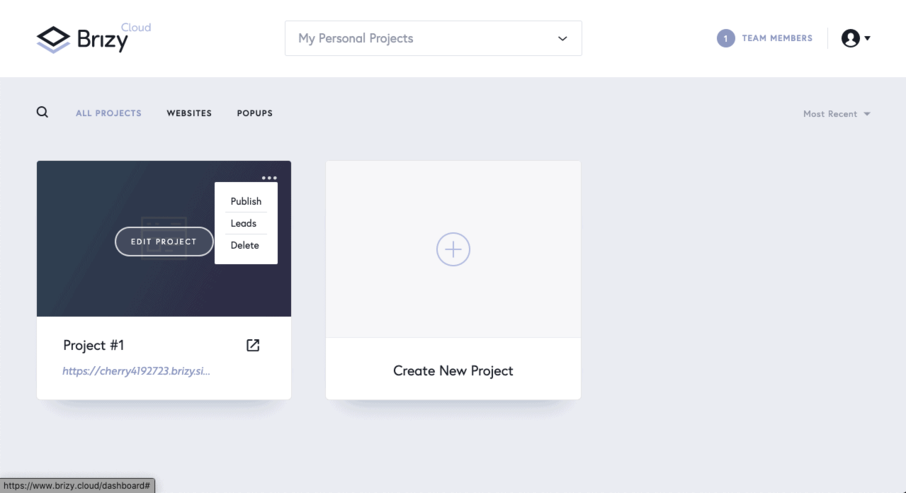 Brizy Cloud
My Personal Projects
1 TEAM MEMBERS
ALL PROJECTS WEBSITES POPUPS
Most Recent
Publish
Leads
Delete
EDIT PROJECT
Project #1
https://cherry4192723.brizy.si...
Create New Project
https://www.brizy.cloud/dashboard#